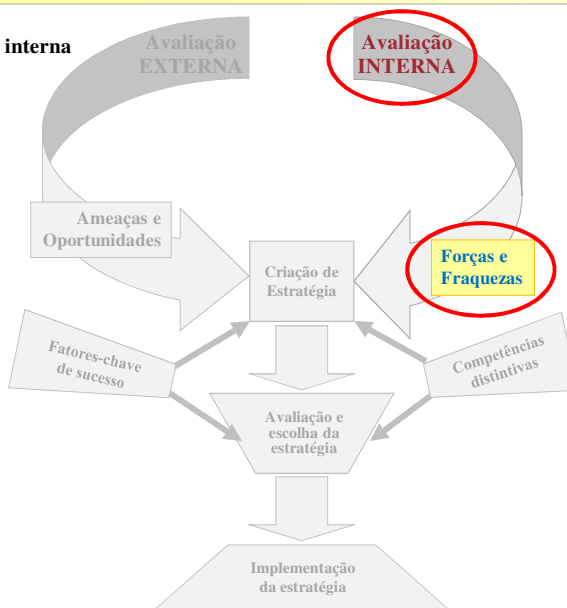 interna
Avaliação
EXTERNA
Avaliação
INTERNA
Ameaças e
Oportunidades
Criação de
Estratégia
Forças e
Fraquezas
Fatores-chave
de sucesso
Competências
distintivas
Avaliação e
escolha da
estratégia
Implementação
da estratégia